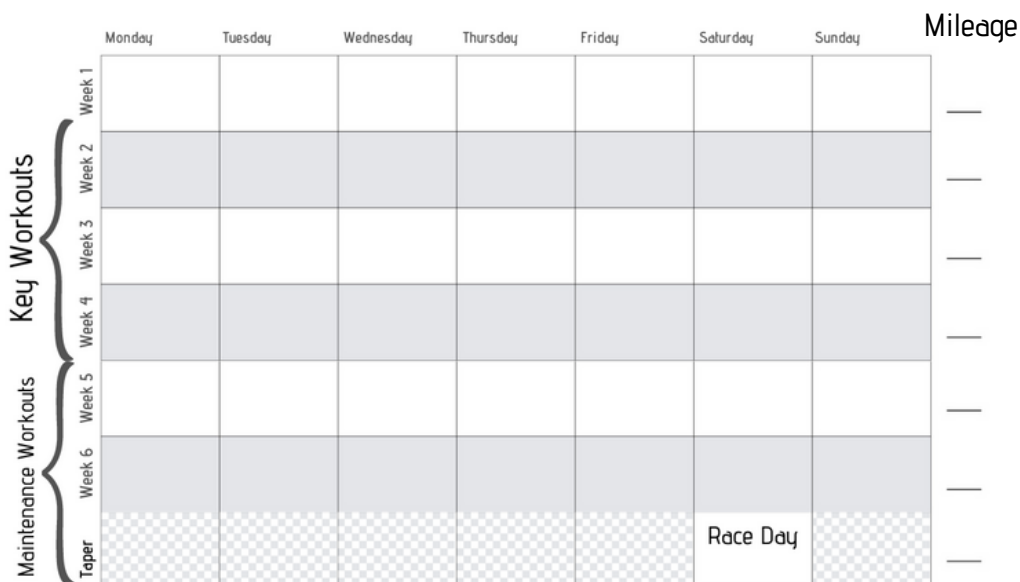 Mileage
Monday Tuesday Wednesday Thursday Friday Saturday Sunday
Key Workouts
Week 1
Week 2
Week 3
Week 4
Maintenance Workouts
Week 5
Week 6
Taper
Race Day